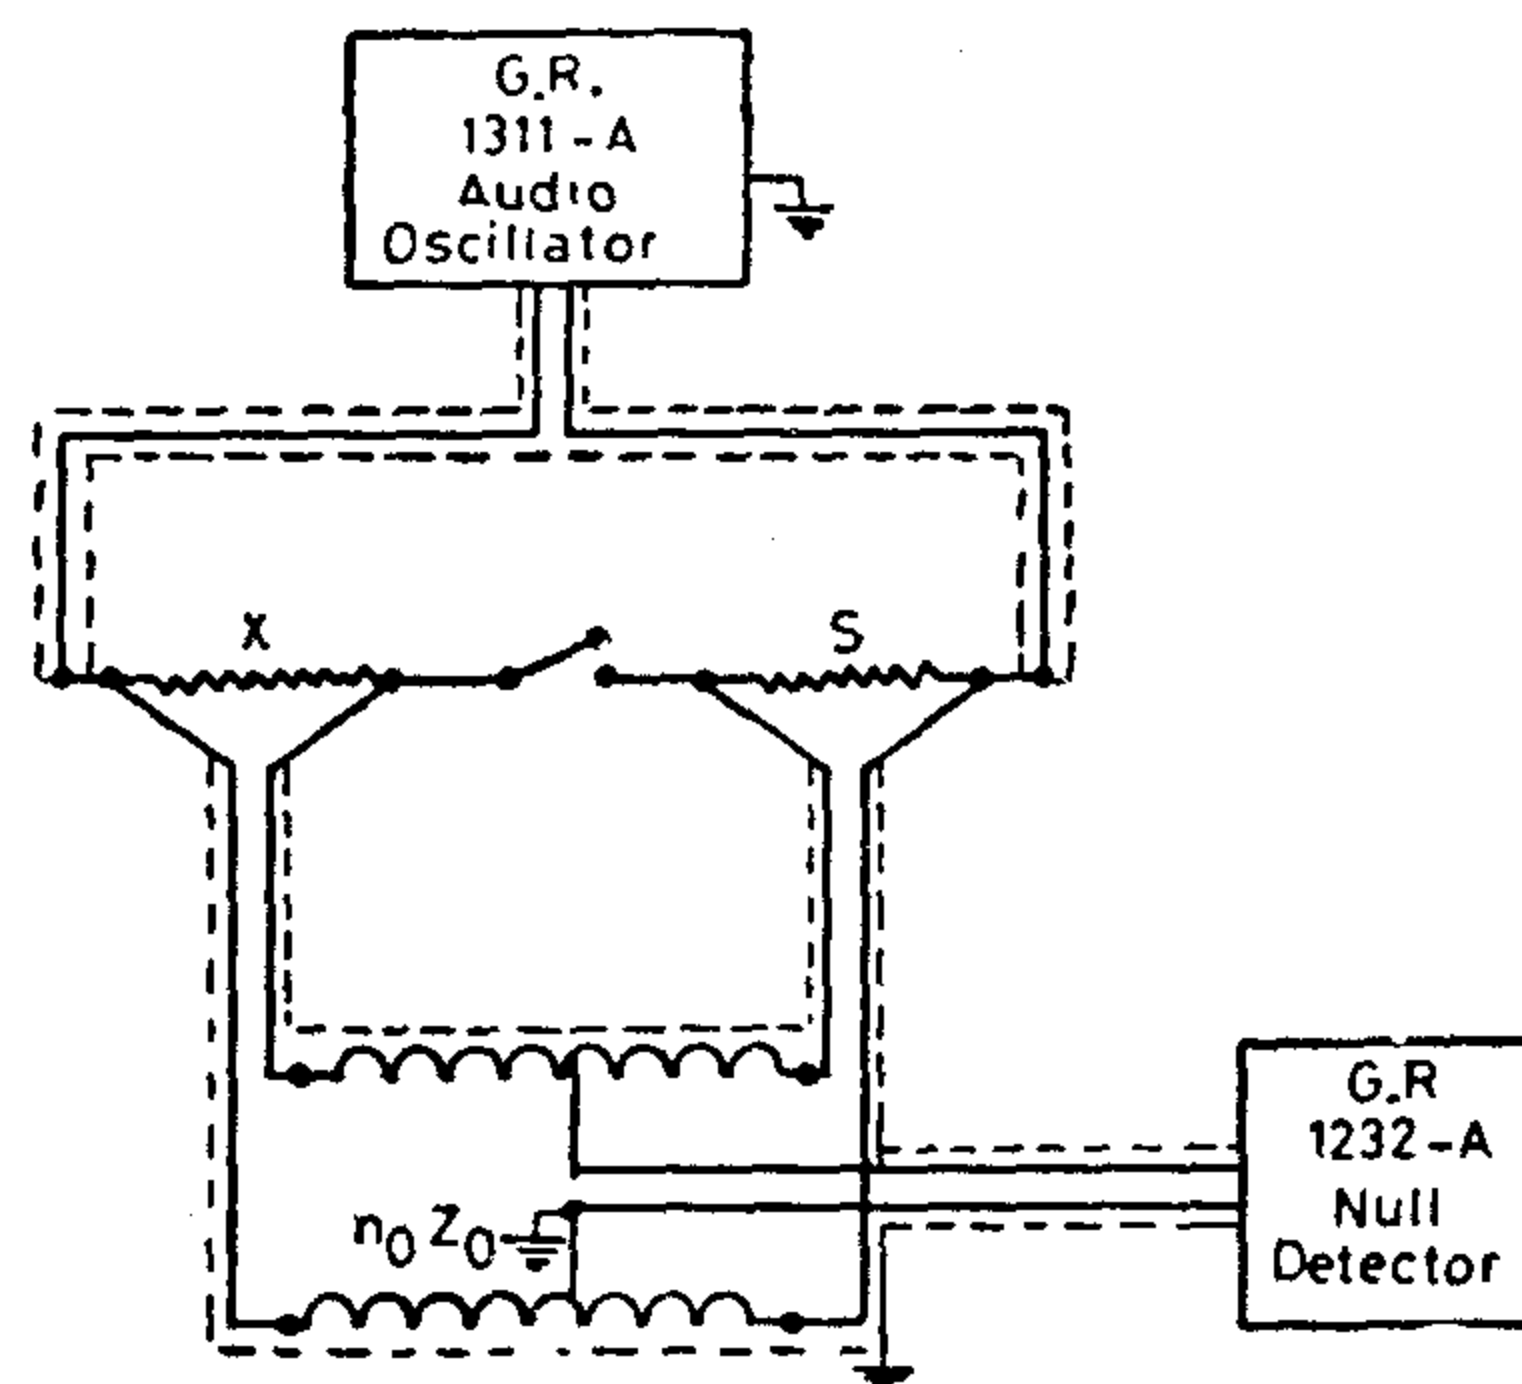 G.R.
1311-A
Audio
Oscillator
X
S
n0 Z0
G.R
1232-A
Null
Detector